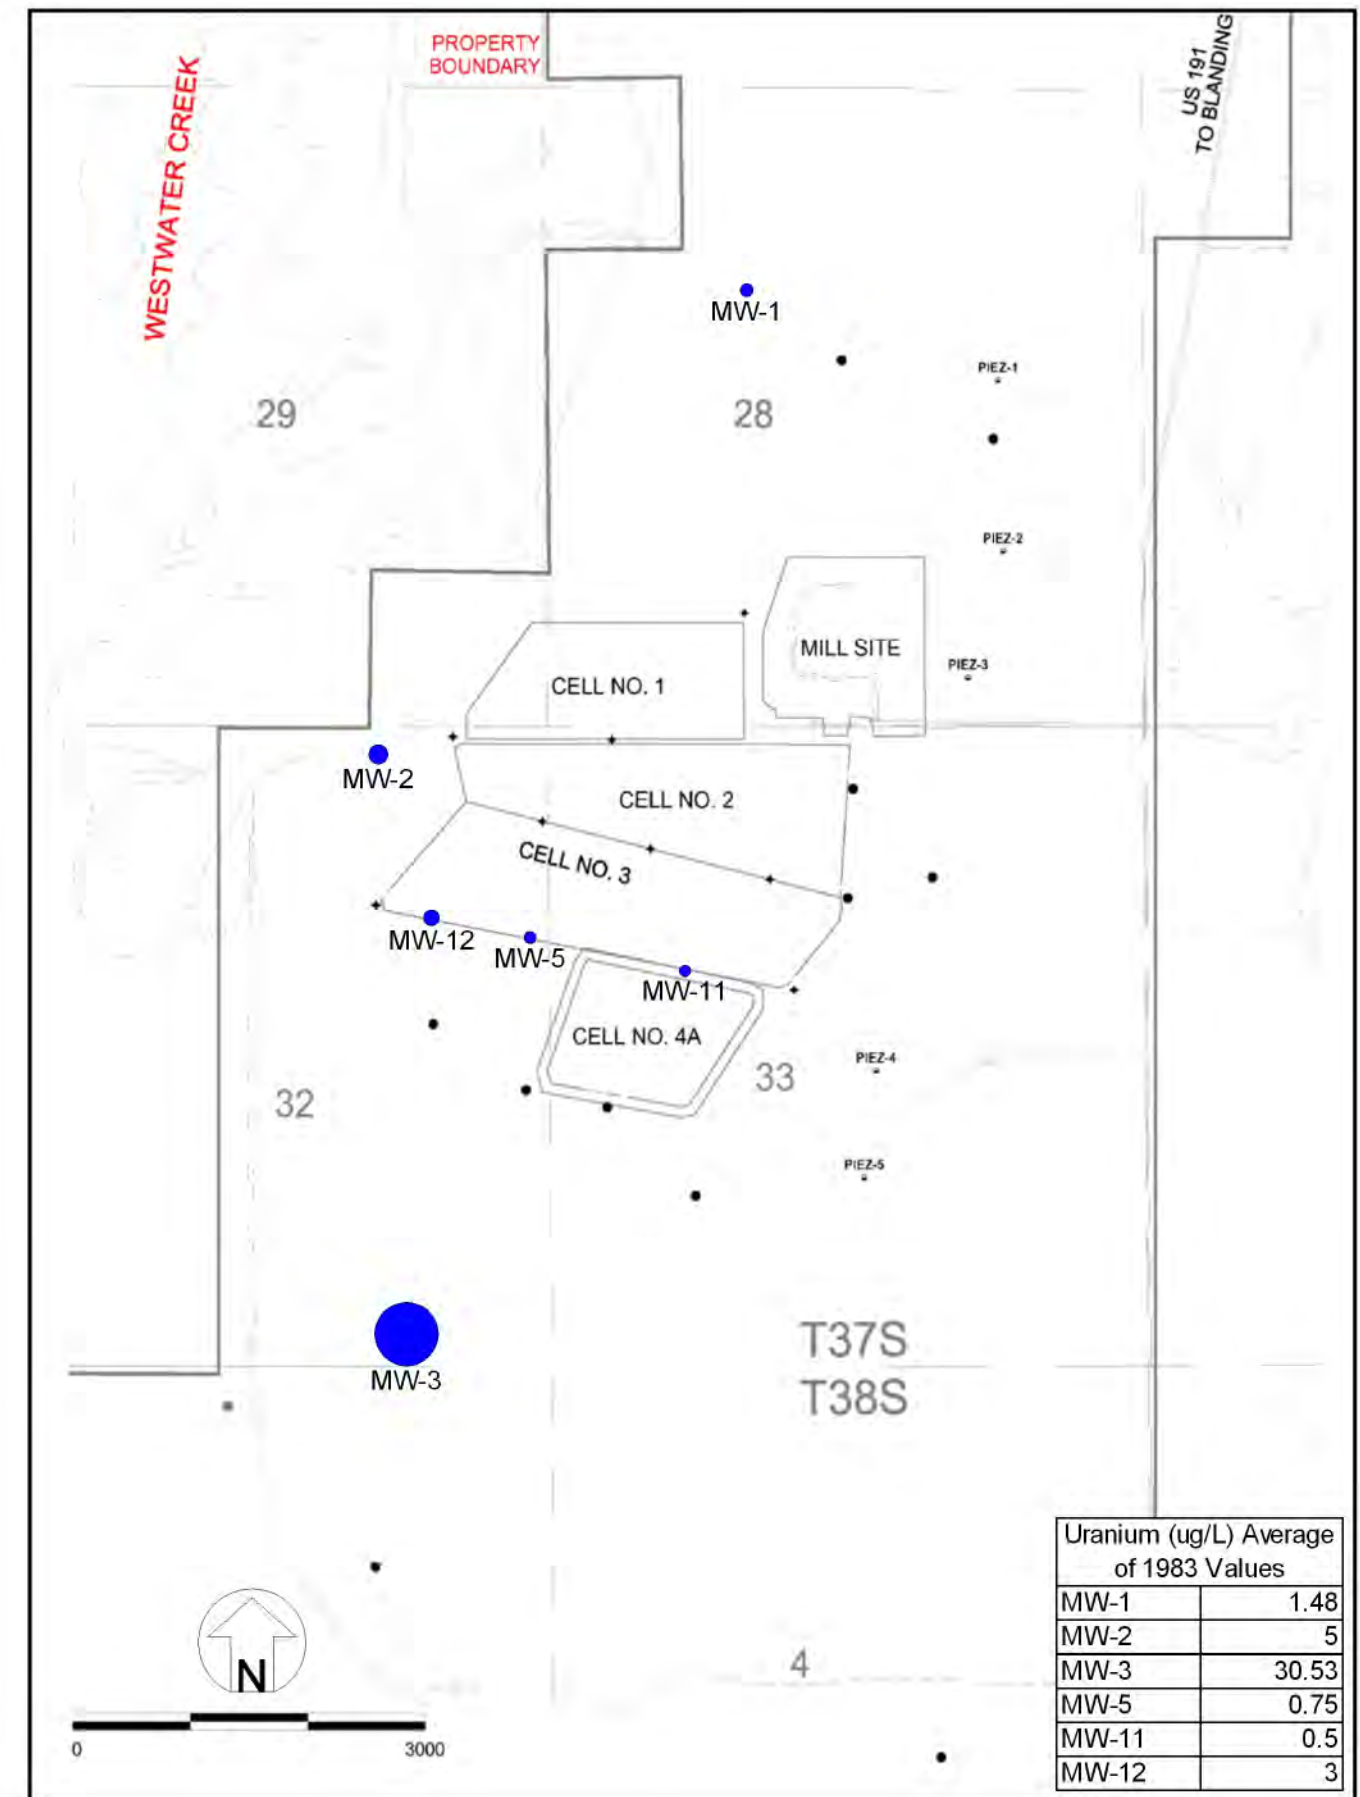 PROPERTY
BOUNDARY
WESTWATER CREEK
US 191
TO BLANDING
MW-1
PIEZ-1
29
28
PIEZ-2
MILL SITE
PIEZ-3
CELL NO. 1
MW-2
CELL NO. 2
CELL NO. 3
MW-12
MW-5
MW-11
CELL NO. 4A
PIEZ-4
33
32
PIEZ-5
T37S
T38S
MW-3
4
N
0 3000
Uranium (ug/L) Average
of 1983 Values
MW-1 1.48
MW-2 5
MW-3 30.53
MW-5 0.75
MW-11 0.5
MW-12 3